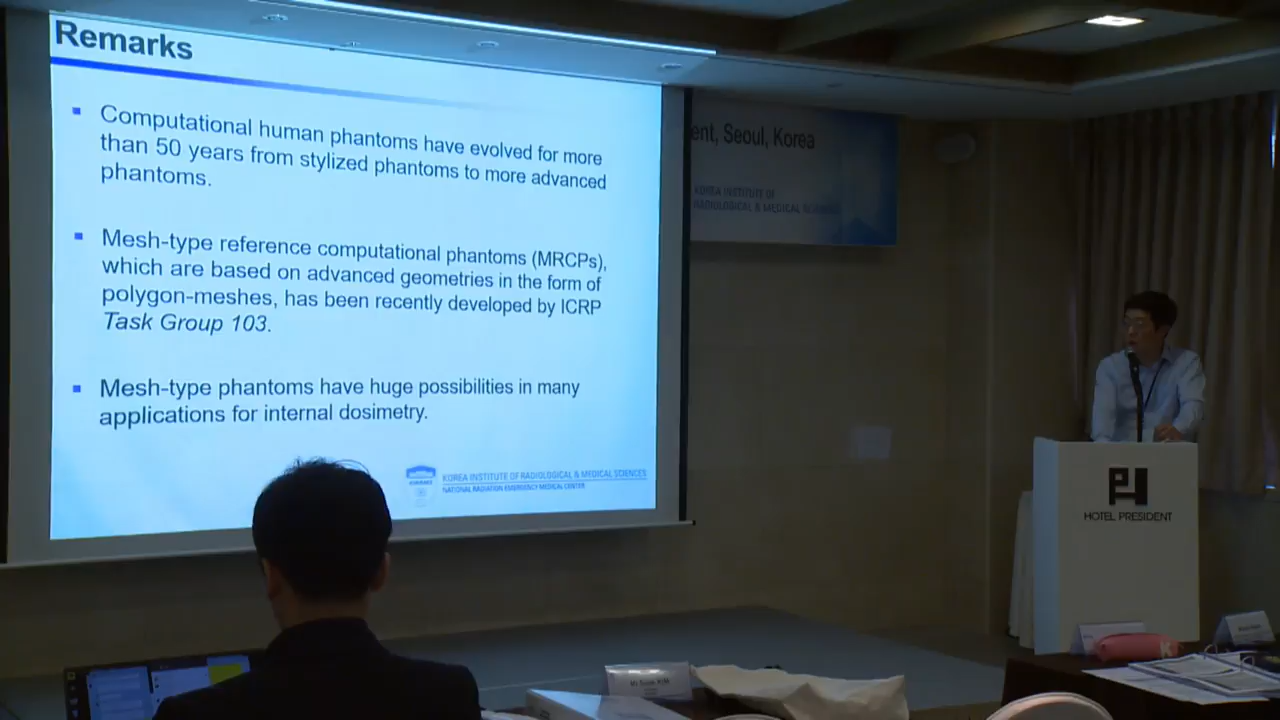 Remarks
Computational human phantoms have evolved for more
than 50 years from stylized phantoms to more advanced
phantoms.
Mesh-type reference computational phantoms (MRCPs),
which are based on advanced geometries in the form of
polygon-meshes, has been recently developed by ICRP
Task Group 103.
Mesh-type phantoms have huge possibilities in many
applications for internal dosimetry.
KOREA INSTITUTE OF RADIOLOGICAL & MEDICAL SCIENCES
NATIONAL RADIATION EMERGENCY MEDICAL CENTER
ent, Seoul, Korea
KOREA INSTITUTE OF
RADIOLOGICAL & MEDICAL SCIENCES
HOTEL PRESIDENT